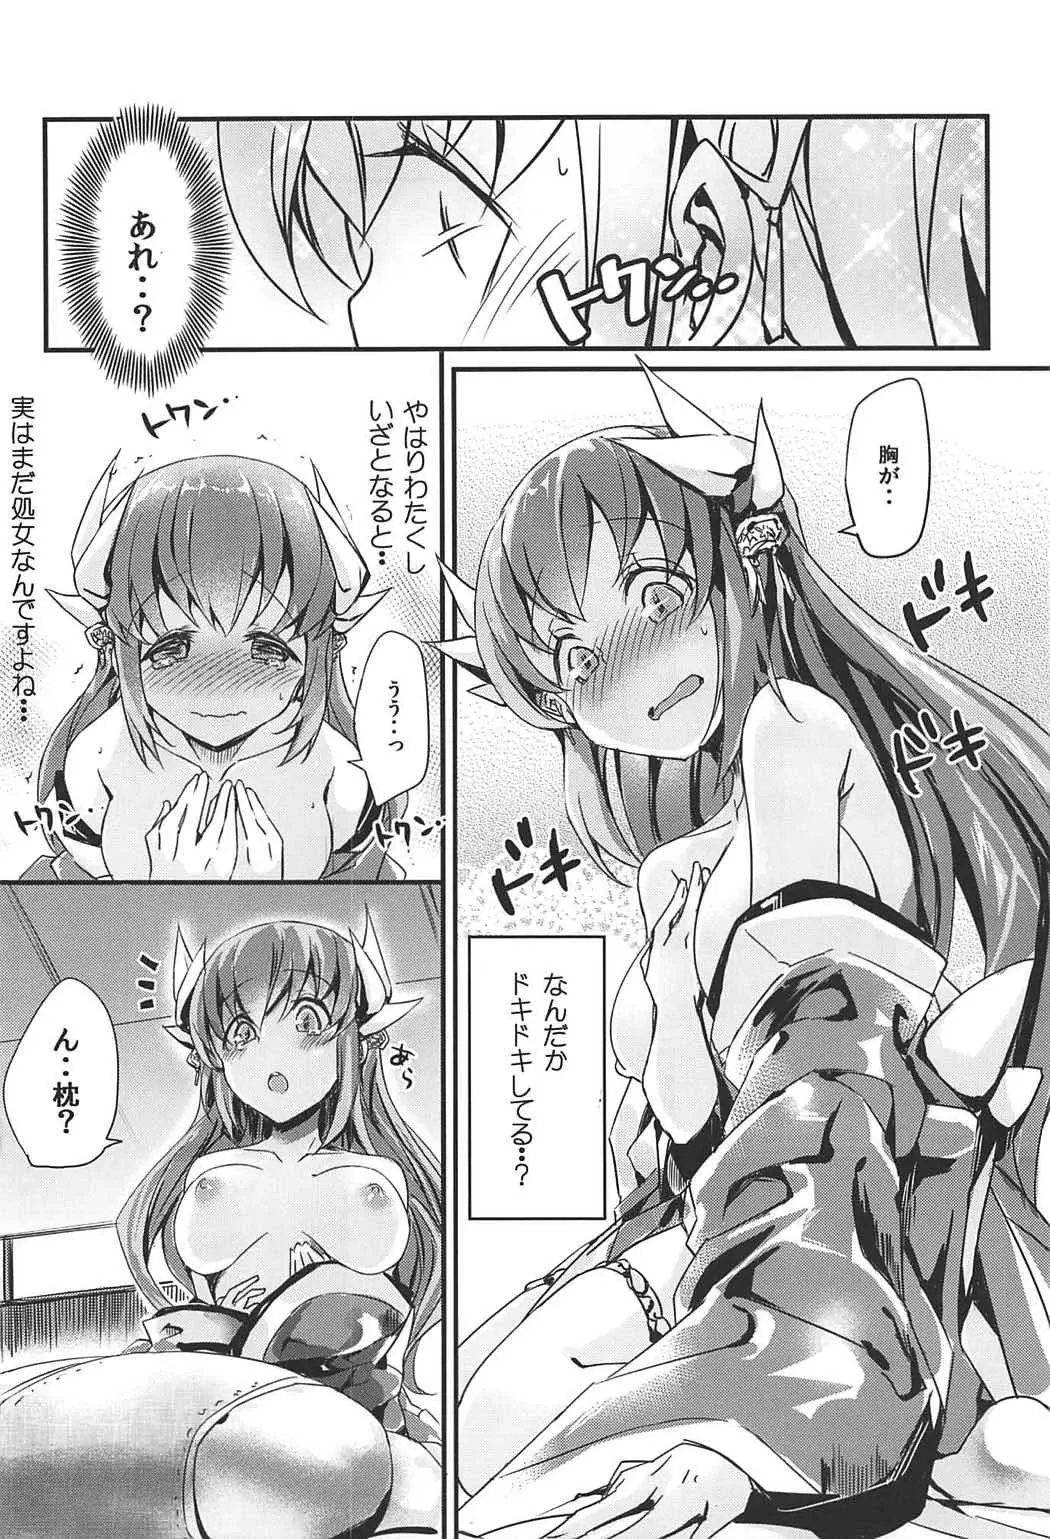 あれ‥?
トクン‥
胸が‥
ドキ
ドキ
ドキ
なんだか
ドキドキしてる‥?
やはりわたくし
いざとなると‥
トクン‥
うぅ‥っ
トクン‥
トクン‥
実はまだ処女なんですよね…
ん‥枕?
あら